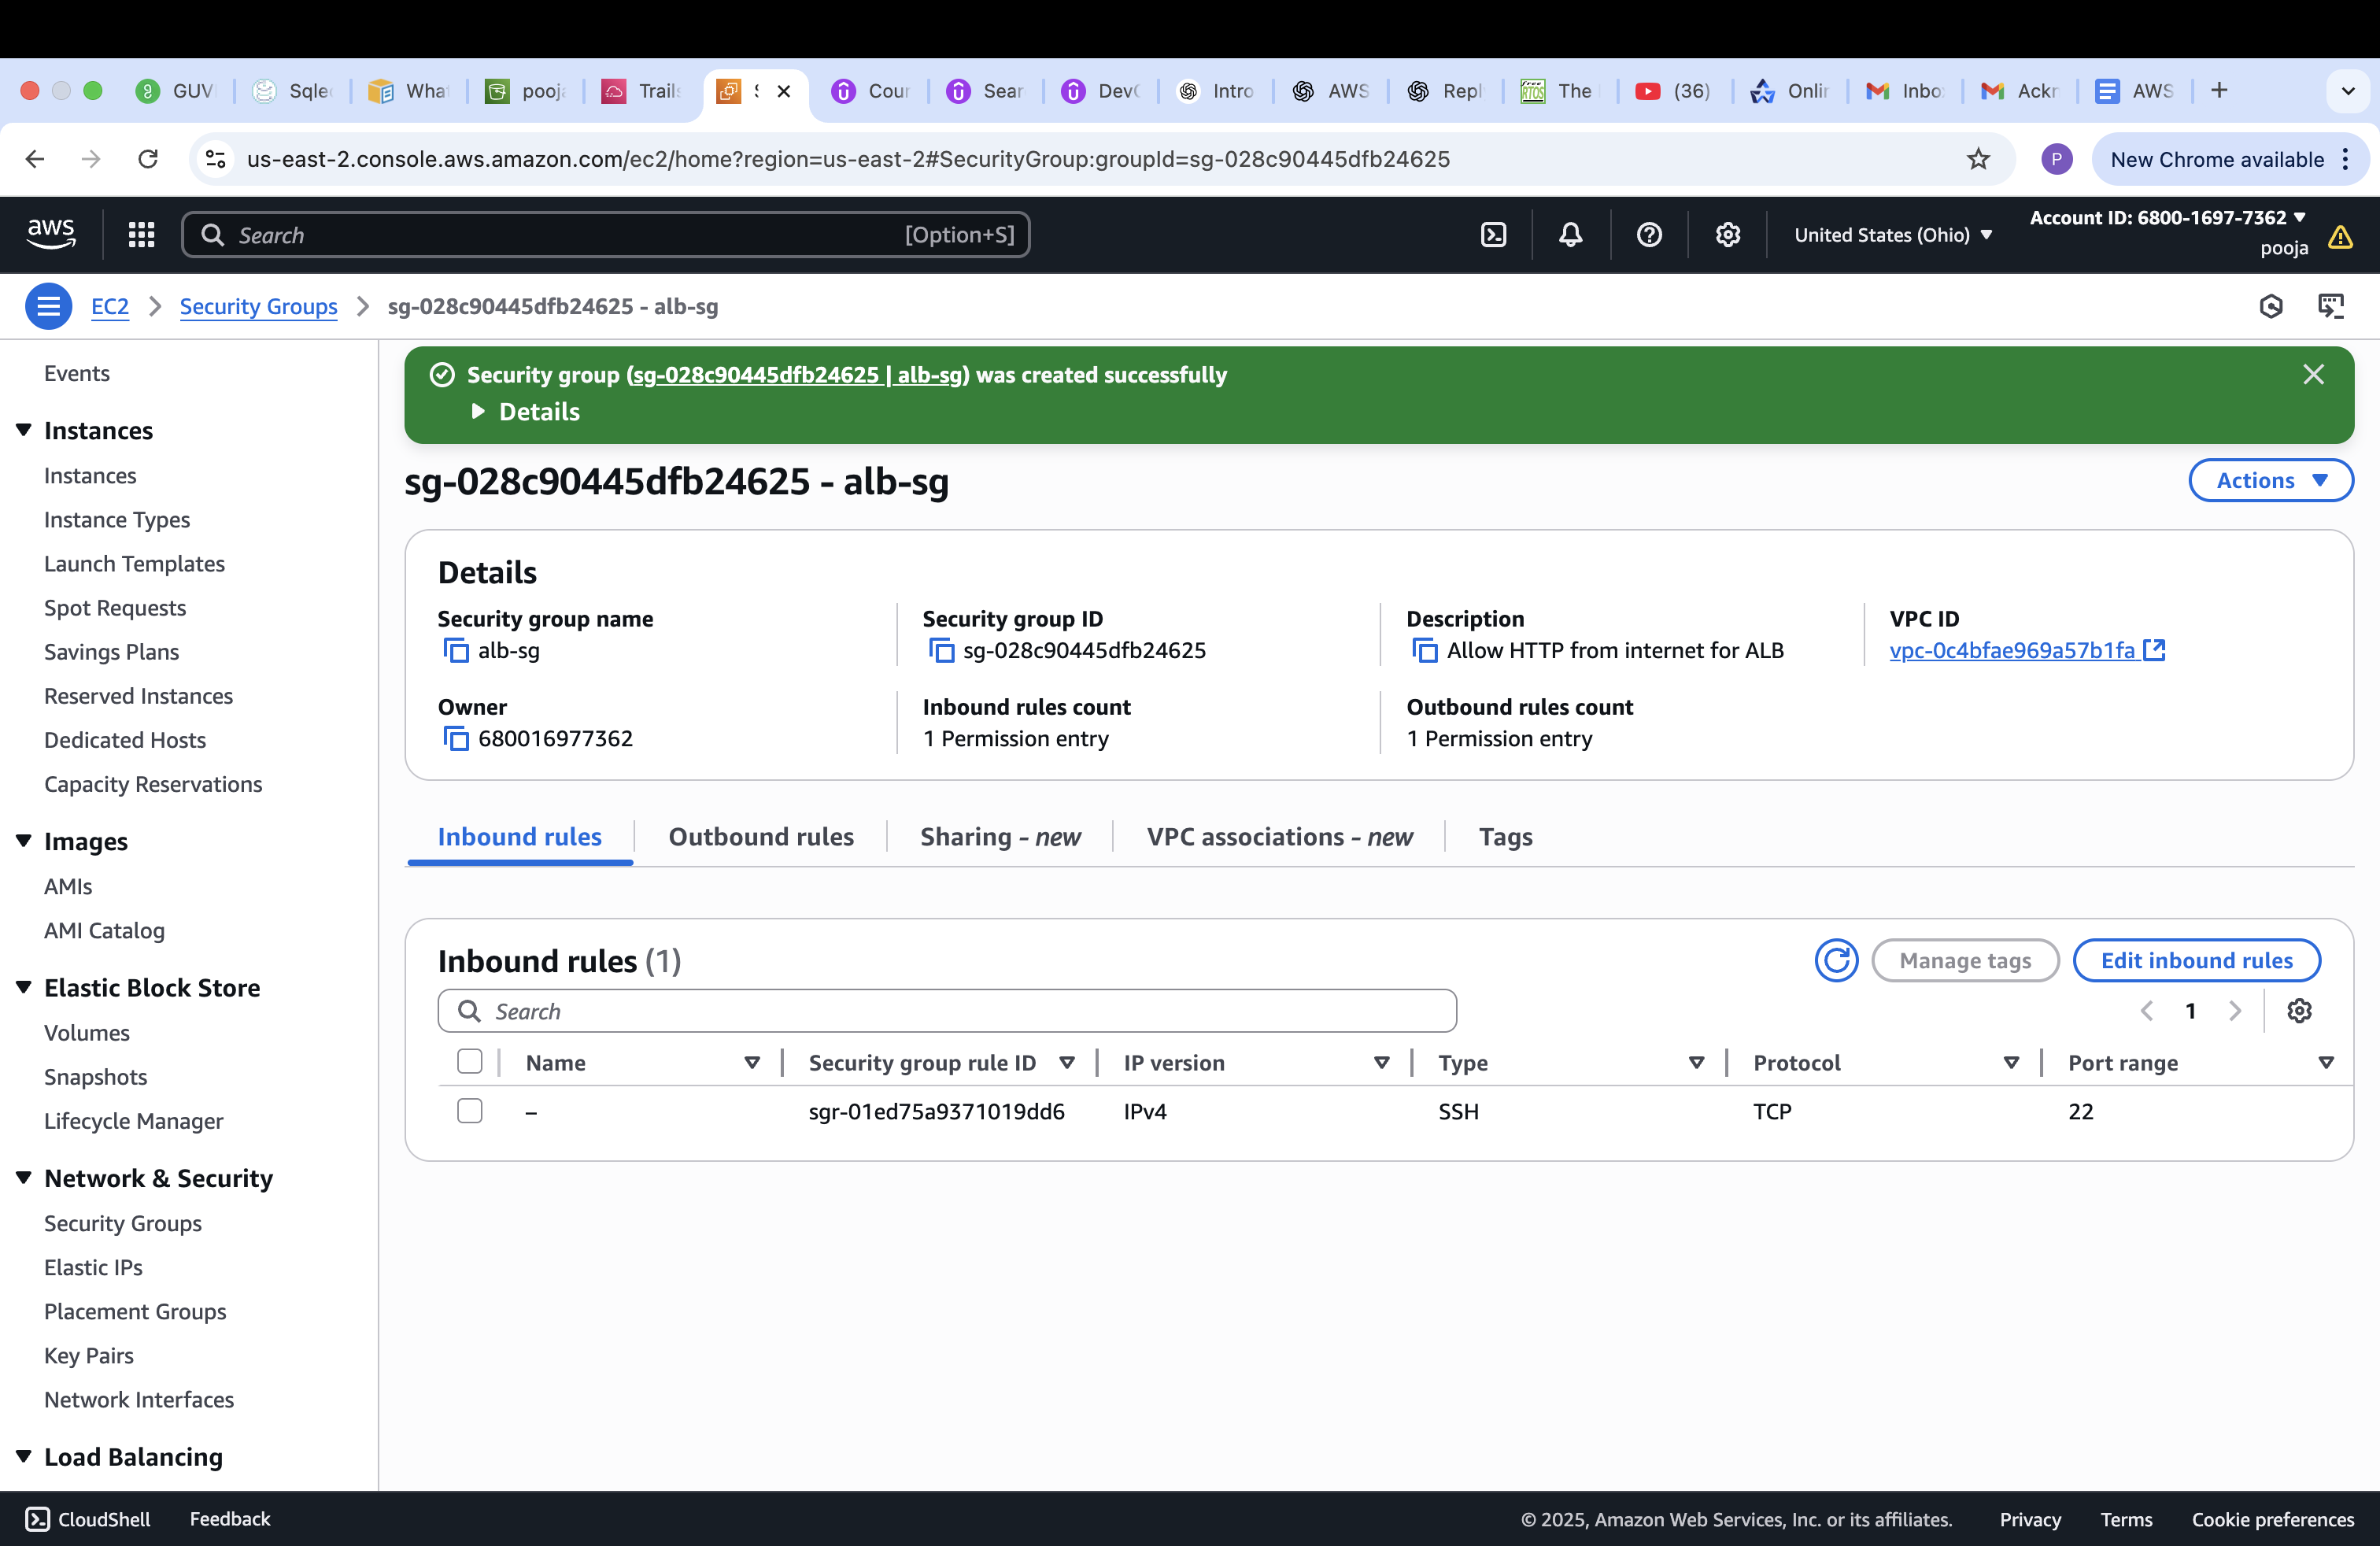 GUV
Sqle
Wha
pooja
Trails
Cour
Sear
Dev
Intro
AWS
Repl
The
(36)
Onlin
Inbo
Ackn
AWS
us-east-2.console.aws.amazon.com/ec2/home?region=us-east-2#SecurityGroup:groupId=sg-028c90445dfb24625
P
New Chrome available
aws
Search
[Option+S]
United States (Ohio)
Account ID: 6800-1697-7362
pooja
EC2
Security Groups
sg-028c90445dfb24625 - alb-sg
Events
Instances
Instances
Instance Types
Launch Templates
Spot Requests
Savings Plans
Reserved Instances
Dedicated Hosts
Capacity Reservations
Images
AMIs
AMI Catalog
Elastic Block Store
Volumes
Snapshots
Lifecycle Manager
Network & Security
Security Groups
Elastic IPs
Placement Groups
Key Pairs
Network Interfaces
Load Balancing
Security group (sg-028c90445dfb24625 | alb-sg) was created successfully
Details
sg-028c90445dfb24625 - alb-sg
Actions
Details
Security group name
alb-sg
Security group ID
sg-028c90445dfb24625
Description
Allow HTTP from internet for ALB
VPC ID
vpc-0c4bfae969a57b1fa
Owner
680016977362
Inbound rules count
1 Permission entry
Outbound rules count
1 Permission entry
Inbound rules
Outbound rules
Sharing - new
VPC associations - new
Tags
Inbound rules (1)
Manage tags
Edit inbound rules
Search
1
Name
Security group rule ID
IP version
Type
Protocol
Port range
–
sgr-01ed75a9371019dd6
IPv4
SSH
TCP
22
CloudShell
Feedback
© 2025, Amazon Web Services, Inc. or its affiliates.
Privacy
Terms
Cookie preferences